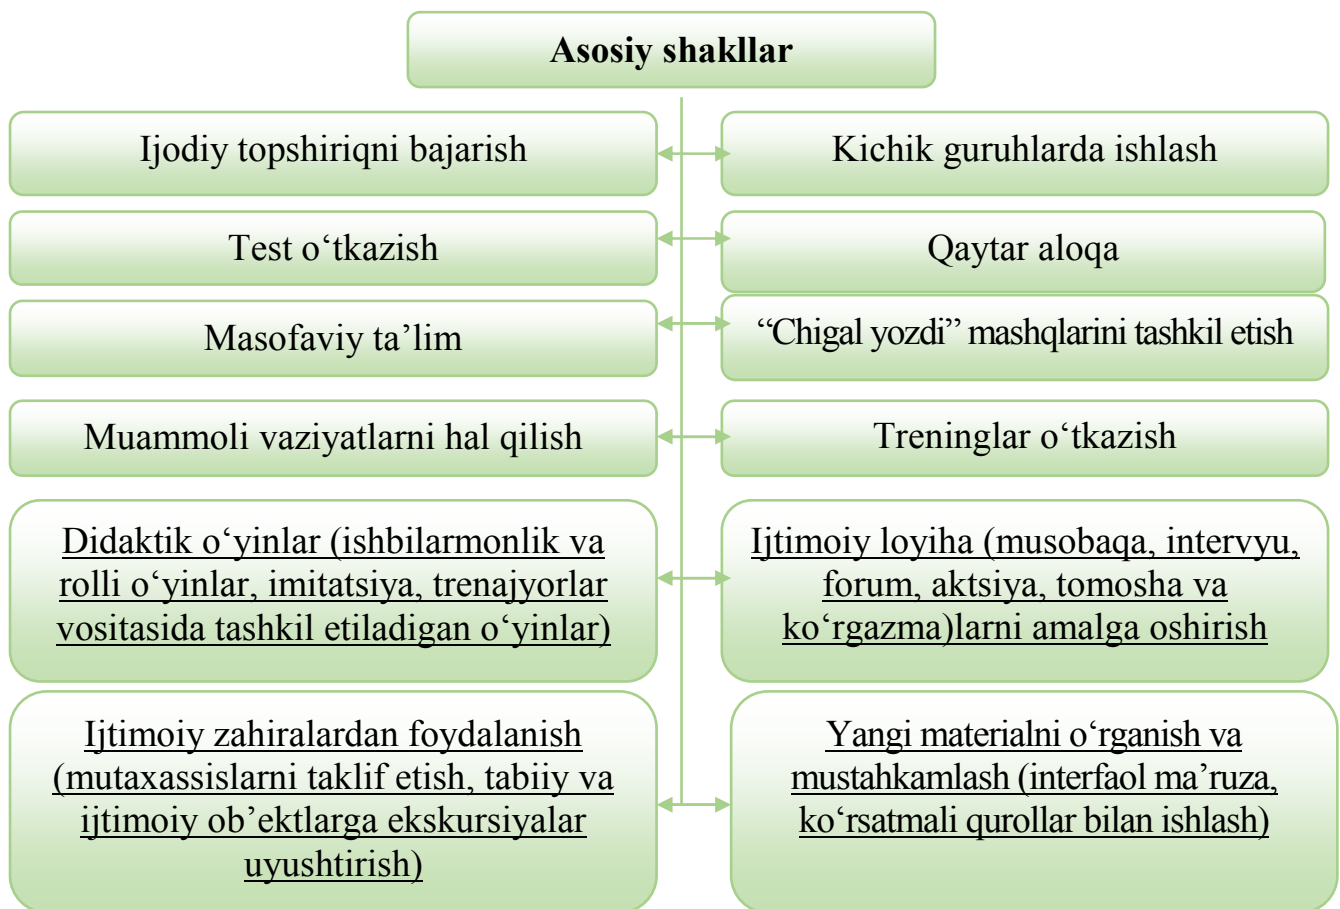 Asosiy shakllar
Ijodiy topshiriqni bajarish
Kichik guruhlarda ishlash
Test o‘tkazish
Qaytar aloqa
Masofaviy ta’lim
“Chigal yozdi” mashqlarini tashkil etish
Muammoli vaziyatlarni hal qilish
Treninglar o‘tkazish
Didaktik o‘yinlar (ishbilarmonlik va
rolli o‘yinlar, imitatsiya, trenajyorlar
vositasida tashkil etiladigan o‘yinlar)
Ijtimoiy loyiha (musobaqa, intervyu,
forum, aktsiya, tomosha va
ko‘rgazma)larni amalga oshirish
Ijtimoiy zahiralardan foydalanish
(mutaxassislarni taklif etish, tabiiy va
ijtimoiy ob’ektlarga ekskursiyalar
uyushtirish)
Yangi materialni o‘rganish va
mustahkamlash (interfaol ma’ruza,
ko‘rsatmali qurollar bilan ishlash)